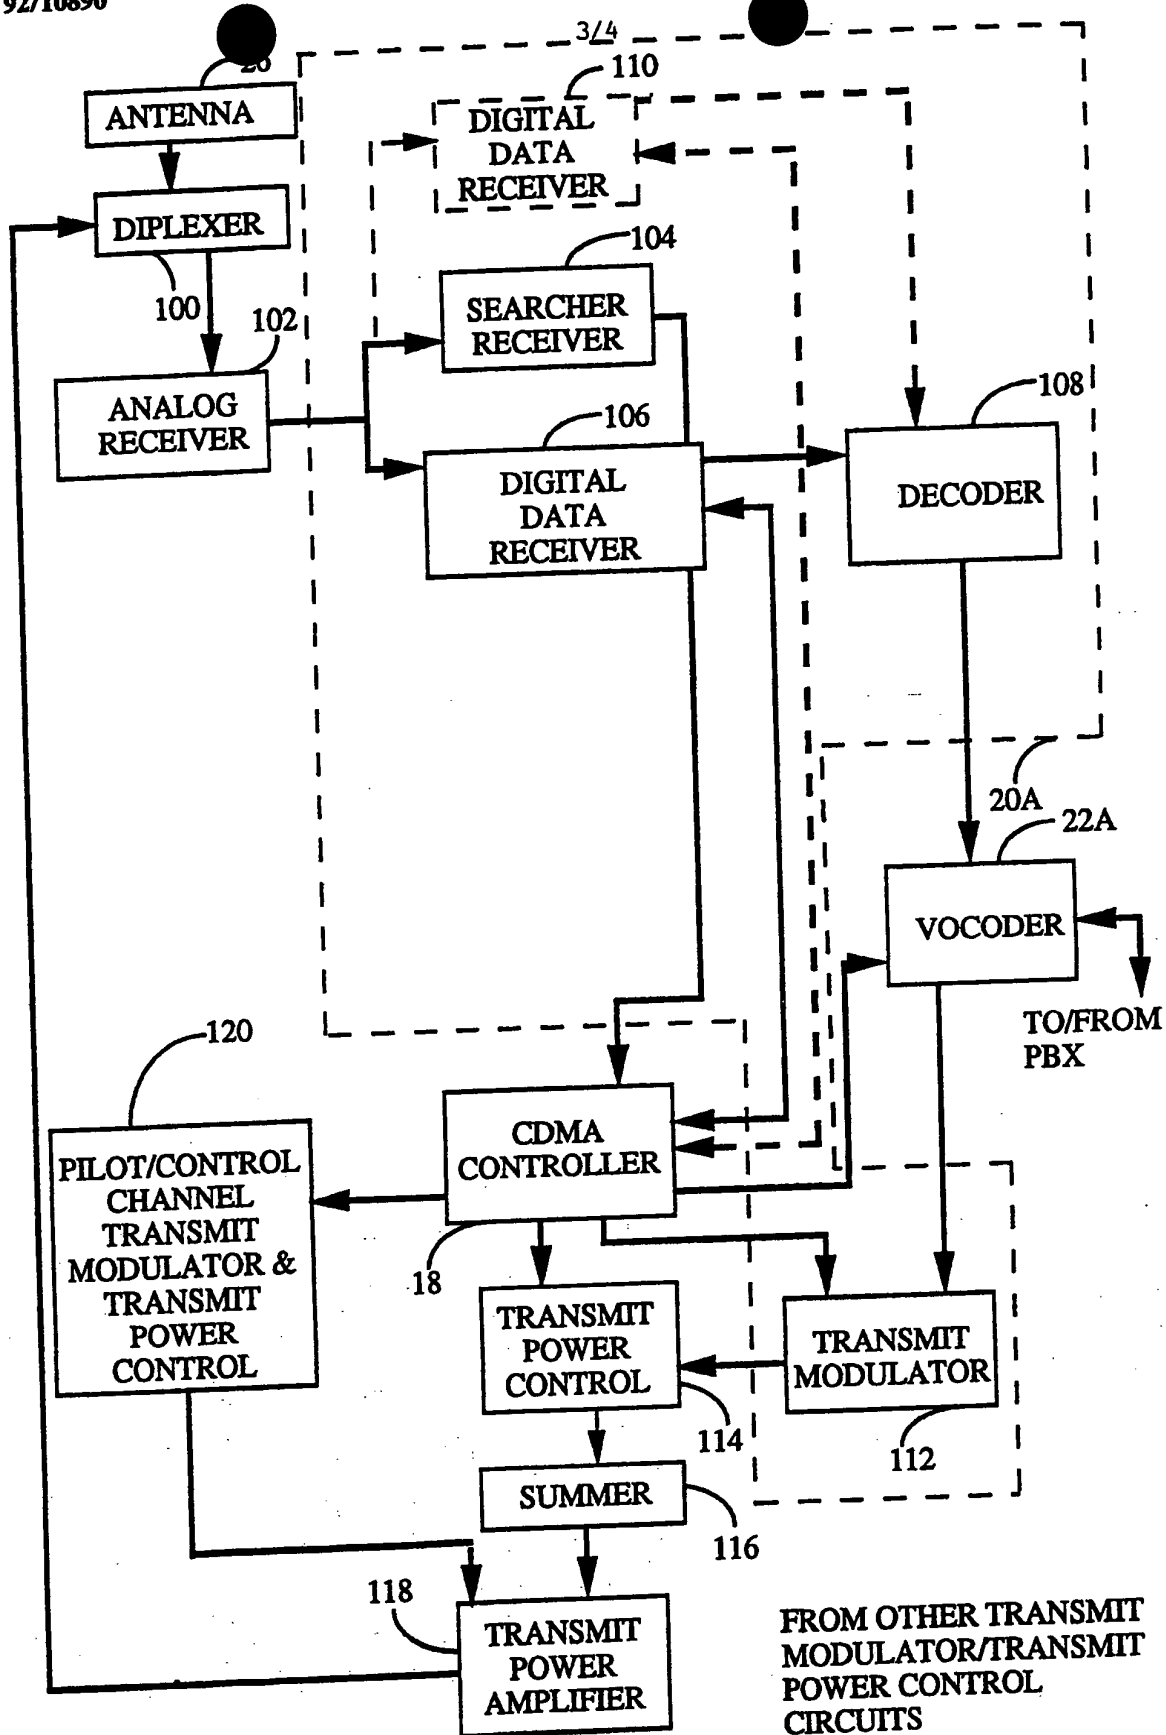 92/10890
3/4
ANTENNA
110
DIGITAL
DATA
RECEIVER
DIPLEXER
100
104
SEARCHER
RECEIVER
102
ANALOG
RECEIVER
106
DIGITAL
DATA
RECEIVER
108
DECODER
20A
22A
VOCODER
TO/FROM
PBX
120
PILOT/CONTROL
CHANNEL
TRANSMIT
MODULATOR &
TRANSMIT
POWER
CONTROL
CDMA
CONTROLLER
18
TRANSMIT
POWER
CONTROL
114
TRANSMIT
MODULATOR
112
SUMMER
116
118
TRANSMIT
POWER
AMPLIFIER
FROM OTHER TRANSMIT
MODULATOR/TRANSMIT
POWER CONTROL
CIRCUITS